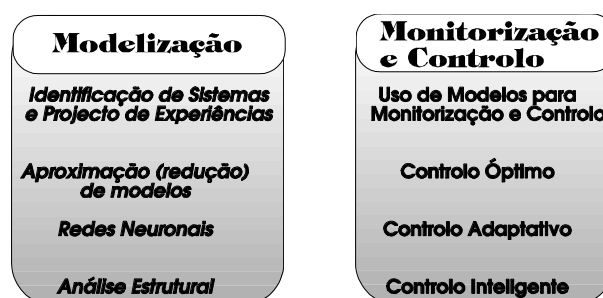 Modelização
Identificação de Sistemas
e Projecto de Experiências
Aproximação (redução)
de modelos
Redes Neuronais
Análise Estrutural
Monitorização
e Controlo
Uso de Modelos para
Monitorização e Controlo
Controlo Óptimo
Controlo Adaptativo
Controlo Inteligente